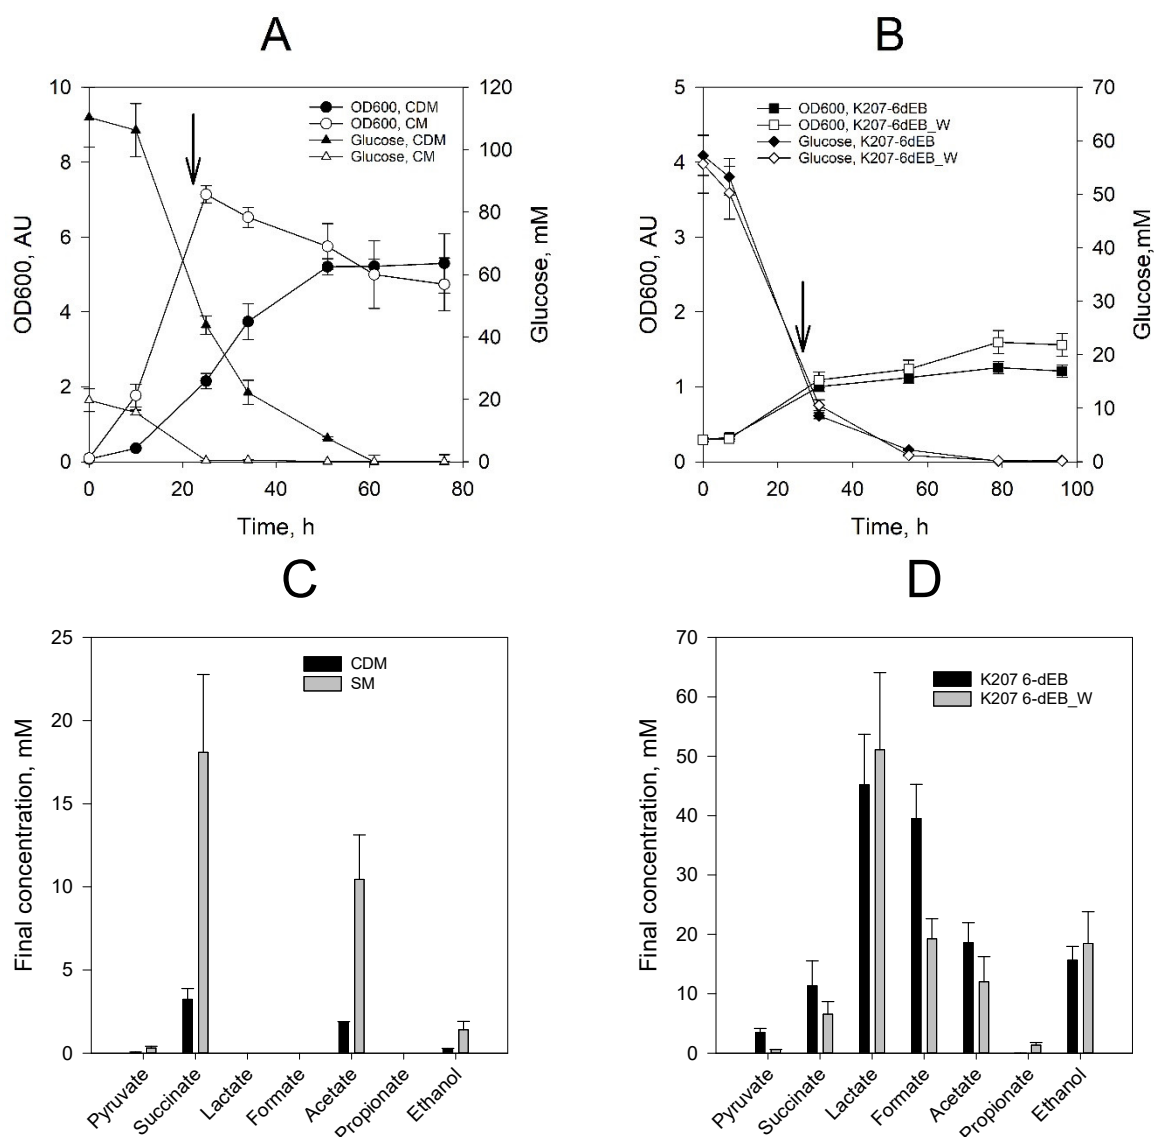 A
10
8
6
4
2
0
OD600, AU
120
100
80
60
40
20
0
Glucose, mM
OD600, CDM
OD600, CM
Glucose, CDM
Glucose, CM
0 20 40 60 80
Time, h
B
5
4
3
2
1
0
OD600, AU
70
60
50
40
30
20
10
0
Glucose,mM
OD600, K207-6dEB
OD600, K207-6dEB_W
Glucose, K207-6dEB
Glucose, K207-6dEB_W
0 20 40 60 80 100
Time, h
C
25
20
15
10
5
0
Final concentration, mM
CDM
SM
Pyruvate
Succinate
Lactate
Formate
Acetate
Propionate
Ethanol
D
70
60
50
40
30
20
10
0
Final concentration, mM
K207 6-dEB
K207 6-dEB_W
Pyruvate
Succinate
Lactate
Formate
Acetate
Propionate
Ethanol